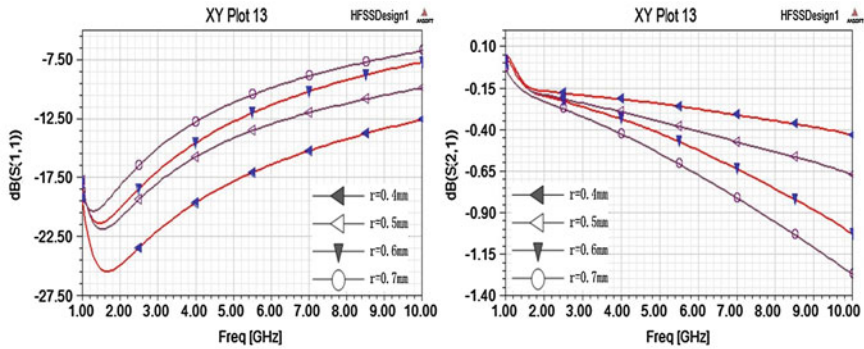 XY Plot 13
HFSSDesign1
ANSOFT
-7.50
-12.50
-17.50
-22.50
-27.50
dB(S(1,1))
r=0.4mm
r=0.5mm
r=0.6mm
r=0.7mm
1.00 2.00 3.00 4.00 5.00 6.00 7.00 8.00 9.00 10.00
Freq [GHz]
XY Plot 13
HFSSDesign1
ANSOFT
0.10
-0.15
-0.40
-0.65
-0.90
-1.15
-1.40
dB(S(2,1))
r=0.4mm
r=0.5mm
r=0.6mm
r=0.7mm
1.00 2.00 3.00 4.00 5.00 6.00 7.00 8.00 9.00 10.00
Freq [GHz]